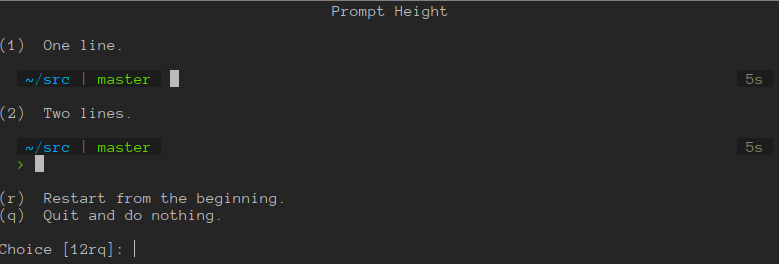 Prompt Height
(1)  One line.
~/src | master  5s
(2)  Two lines.
~/src | master  5s
>
(r)  Restart from the beginning.
(q)  Quit and do nothing.
Choice [12rq]: